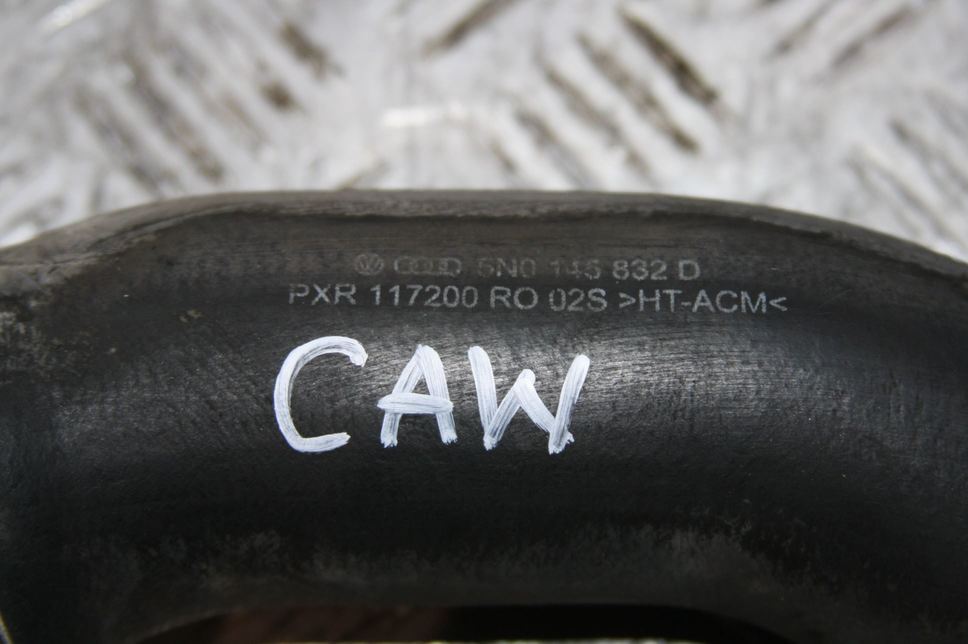 5N0 145 832 D
PXR 117200 RO 02S >HT-ACM<
CAW